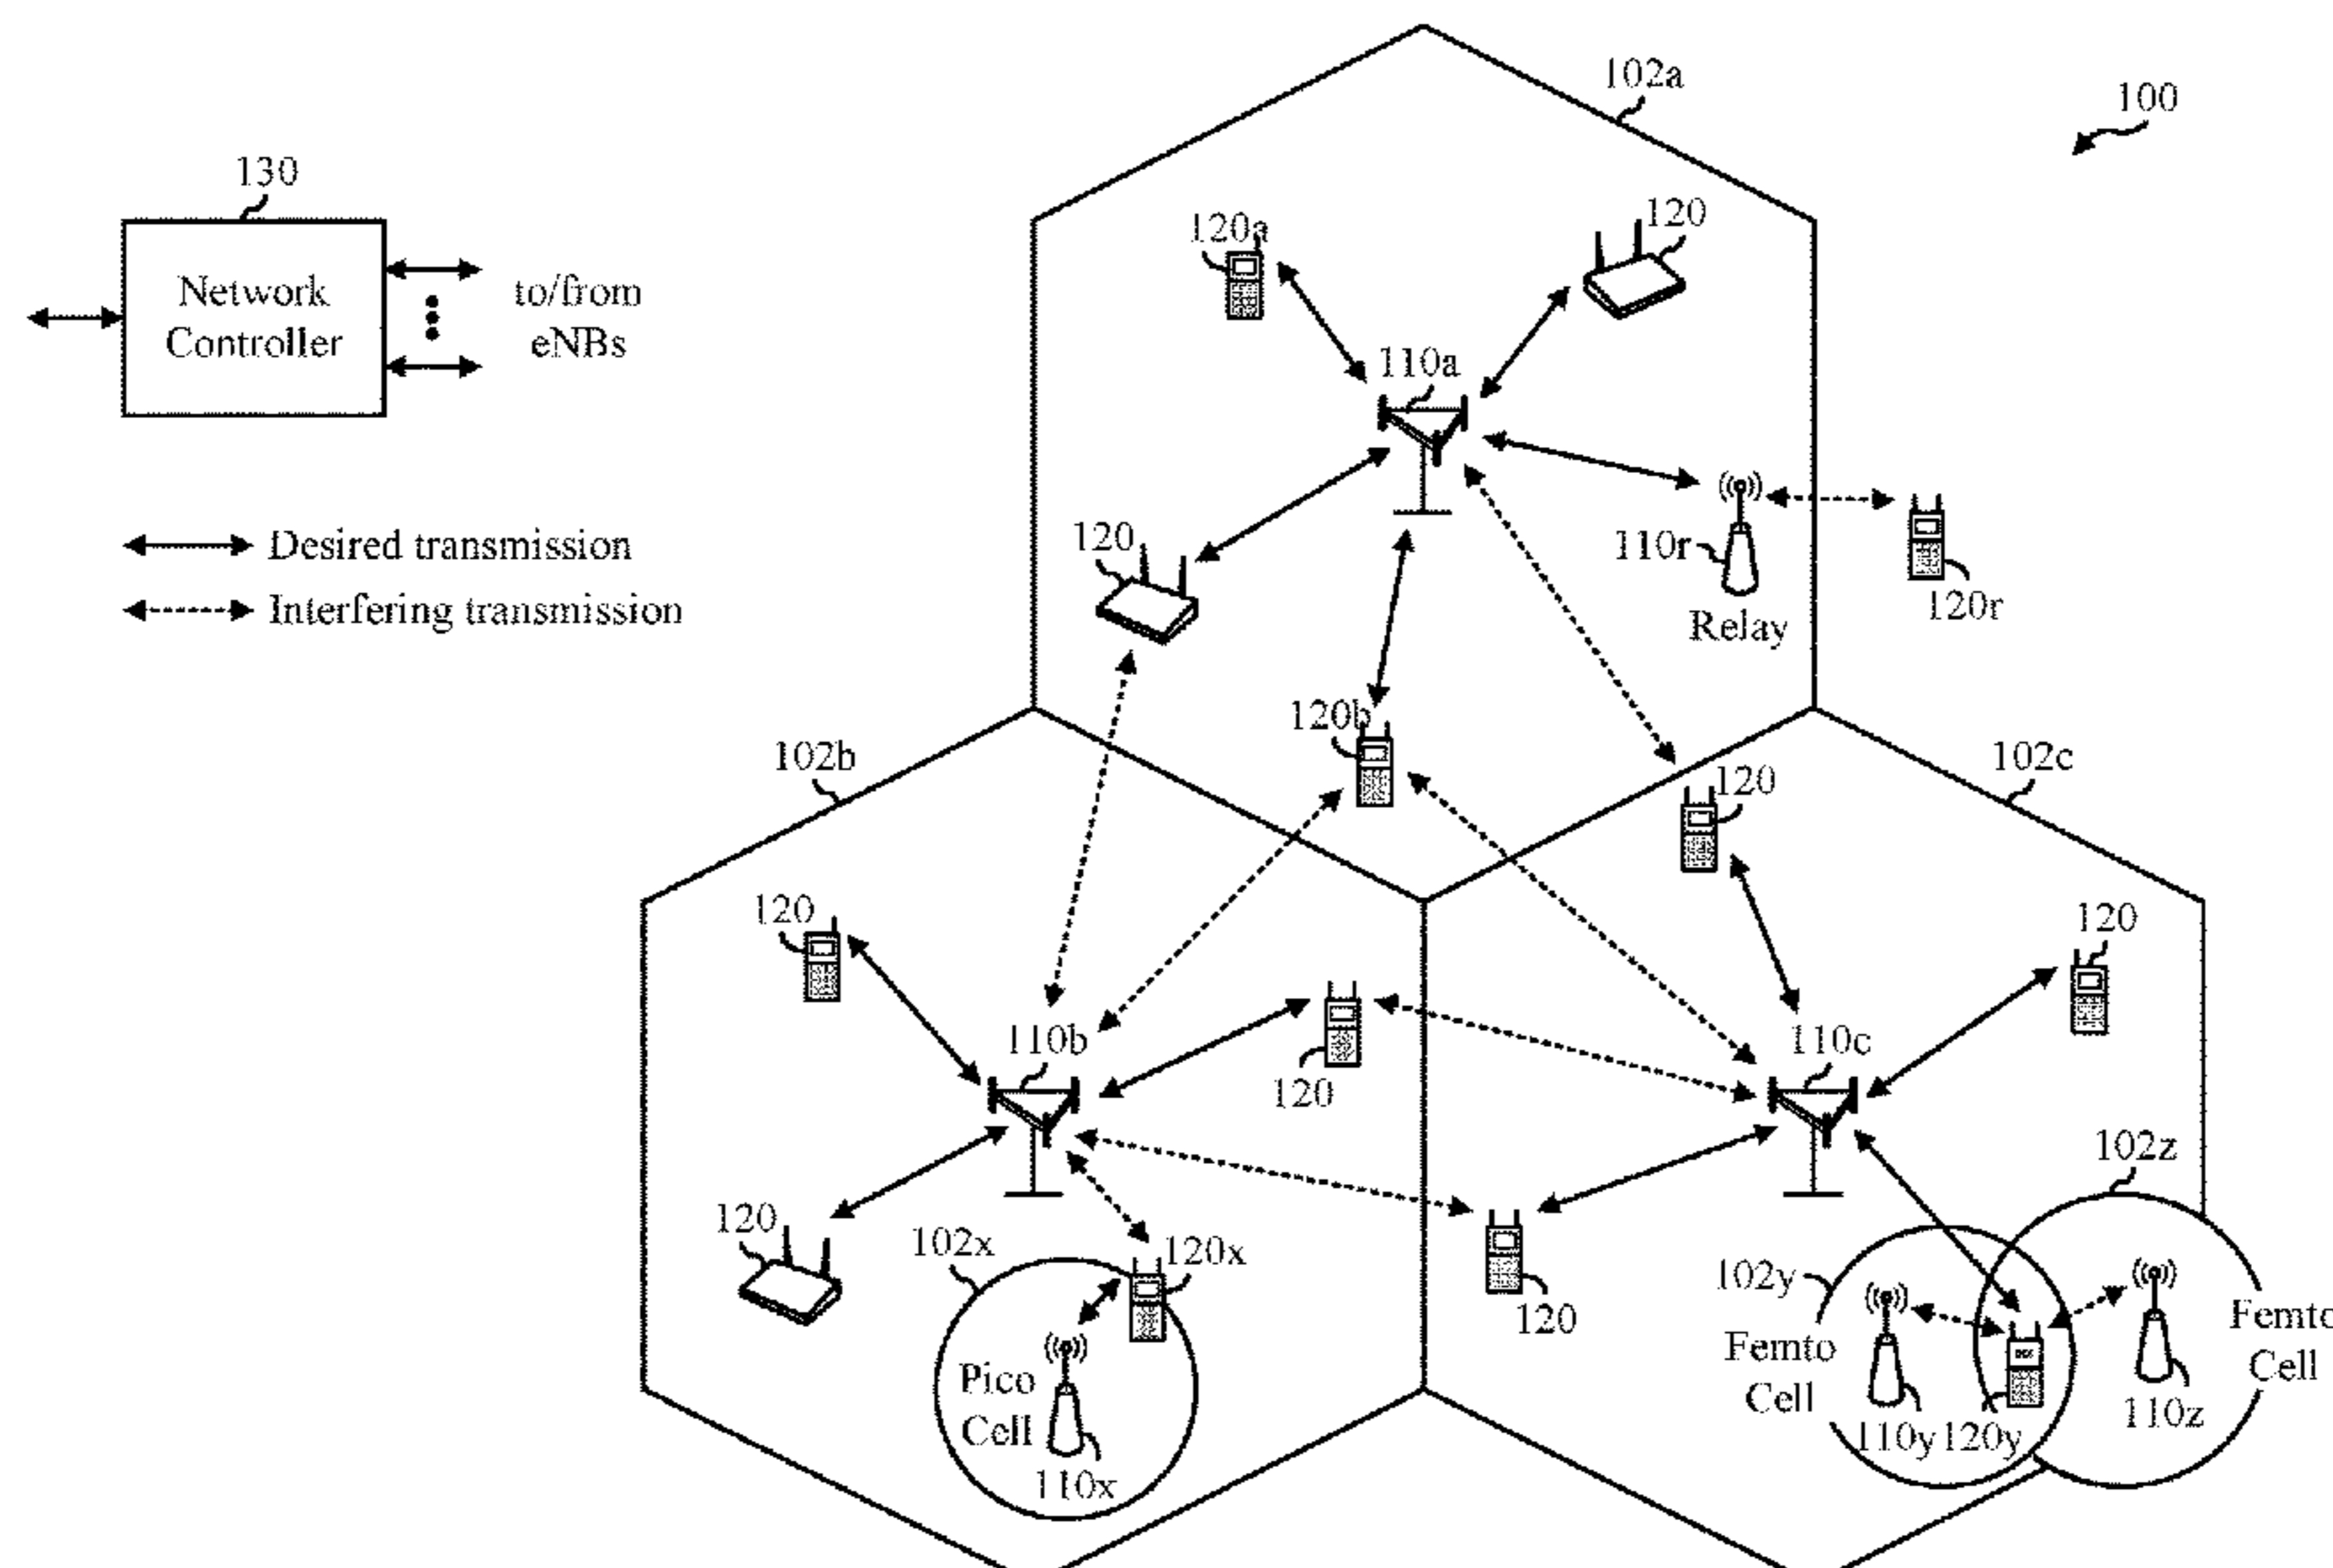 102a
100
130
120a
120
Network
Controller
to/from
eNBs
110a
Desired transmission
Interfering transmission
120
110r
Relay
120r
120b
102b
120
102c
120
120
110b
120
110c
102z
120
102x
120x
120
102y
Femto
Cell
Femto
Cell
Pico
Cell
110x
110y
120y
110z